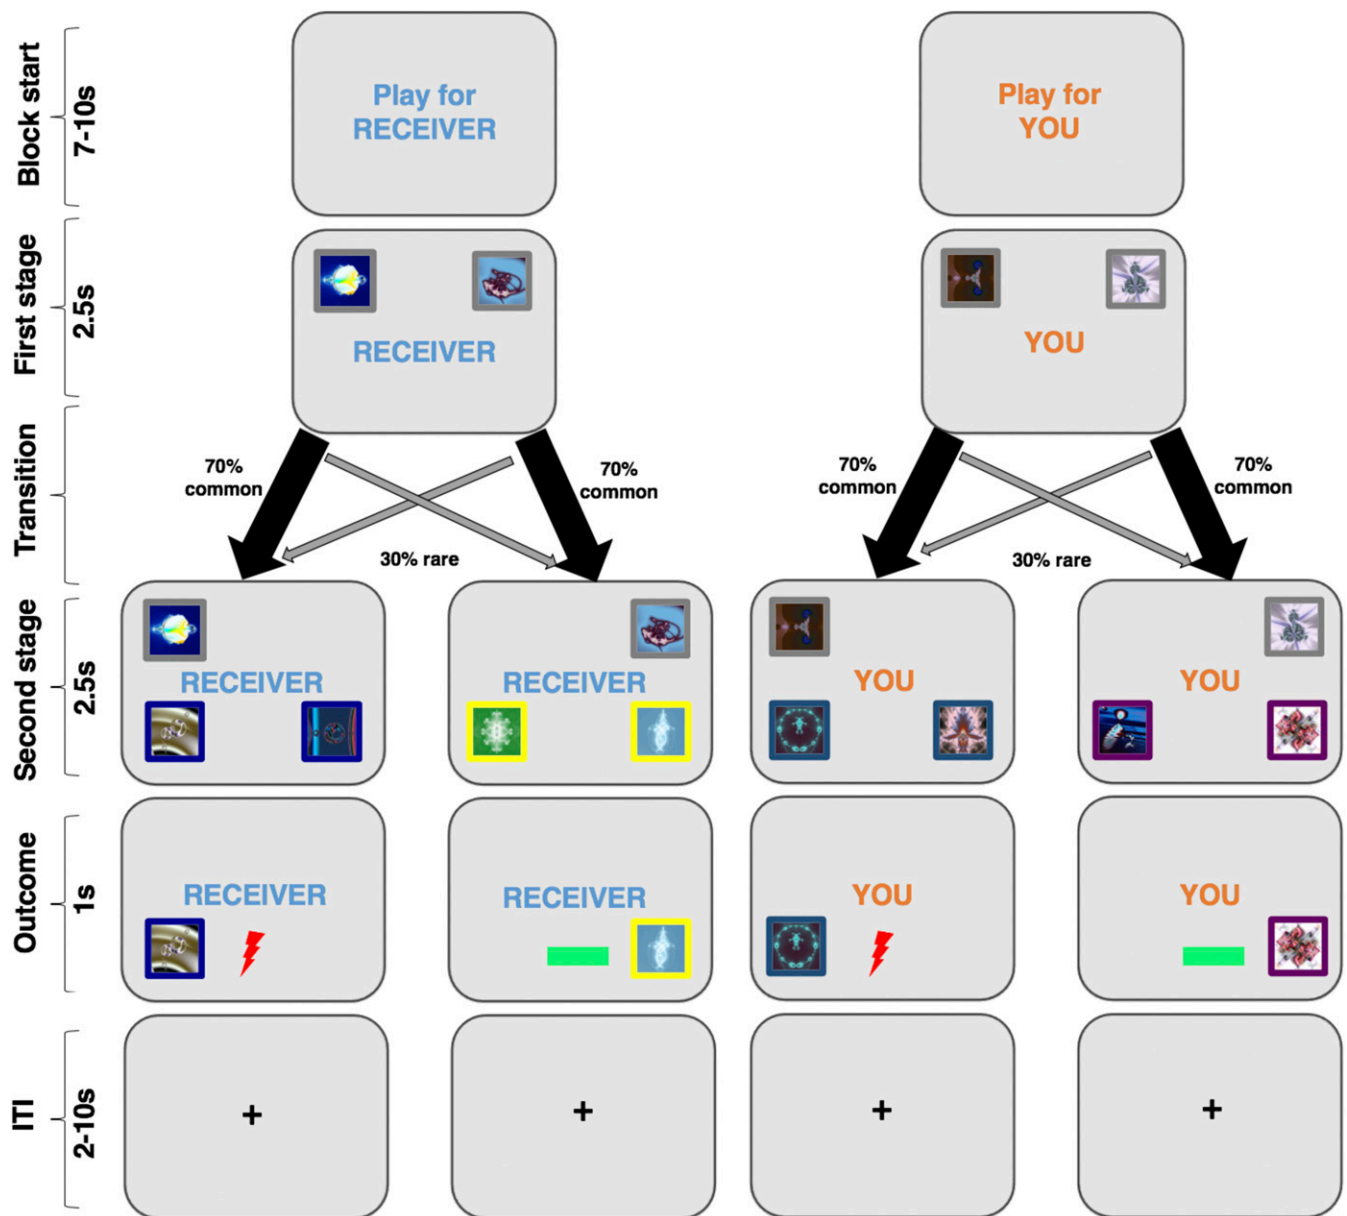 Block start
7-10s
Play for
RECEIVER
Play for
YOU
First stage
2.5s
RECEIVER
YOU
Transition
70%
common
70%
common
30% rare
70%
common
70%
common
30% rare
Second stage
2.5s
RECEIVER
RECEIVER
YOU
YOU
Outcome
1s
RECEIVER
RECEIVER
YOU
YOU
ITI
2-10s
+
+
+
+